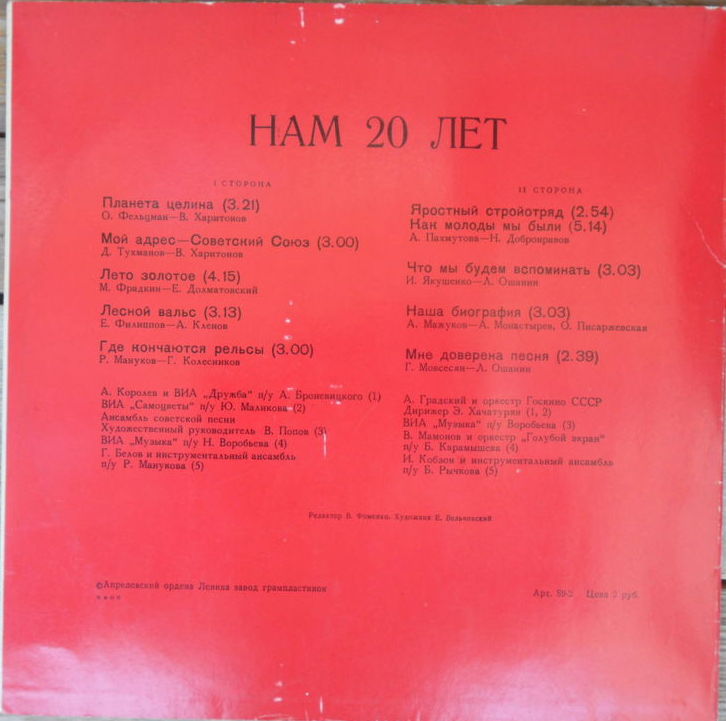 НАМ 20 ЛЕТ
I СТОРОНА
Планета целина (3.21)
О. Фельцман—В. Харитонов
Мой адрес—Советский Союз (3.00)
Д. Тухманов—В. Харитонов
Лето золотое (4.15)
М. Фрадкин—Е. Долматовский
Лесной вальс (3.13)
Е. Филиппов—А. Кленов
Где кончаются рельсы (3.00)
Р. Мануков—Г. Колесников
А. Королев и ВИА „Дружба" п/у А. Броневицкого (1)
ВИА „Самоцветы" п/у Ю. Маликова (2)
Ансамбль советской песни
Художественный руководитель В. Попов (3)
ВИА „Музыка" п/у Н. Воробьева (4)
Г. Белов и инструментальный ансамбль
п/у Р. Манукова (5)
II СТОРОНА
Яростный стройотряд (2.54)
Как молоды мы были (5.14)
А. Пахмутова—Н. Добронравов
Что мы будем вспоминать (3.03)
И. Якушенко—Л. Ошанин
Наша биография (3.03)
А. Мажуков—А. Монастырев, О. Писаржевская
Мне доверена песня (2.39)
Г. Мовсесян—Л. Ошанин
А. Градский и оркестр Госкино СССР
Дирижер Э. Хачатурян (1, 2)
ВИА „Музыка" п/у Воробьева (3)
В. Мамонов и оркестр „Голубой экран"
п/у Б. Карамышева (4)
И. Кобзон и инструментальный ансамбль
п/у Б. Рычкова (5)
Редактор В. Фоменко. Художник Е.
©Апрелевский ордена Ленина завод грампластинок
Арт. Цена 2 руб.